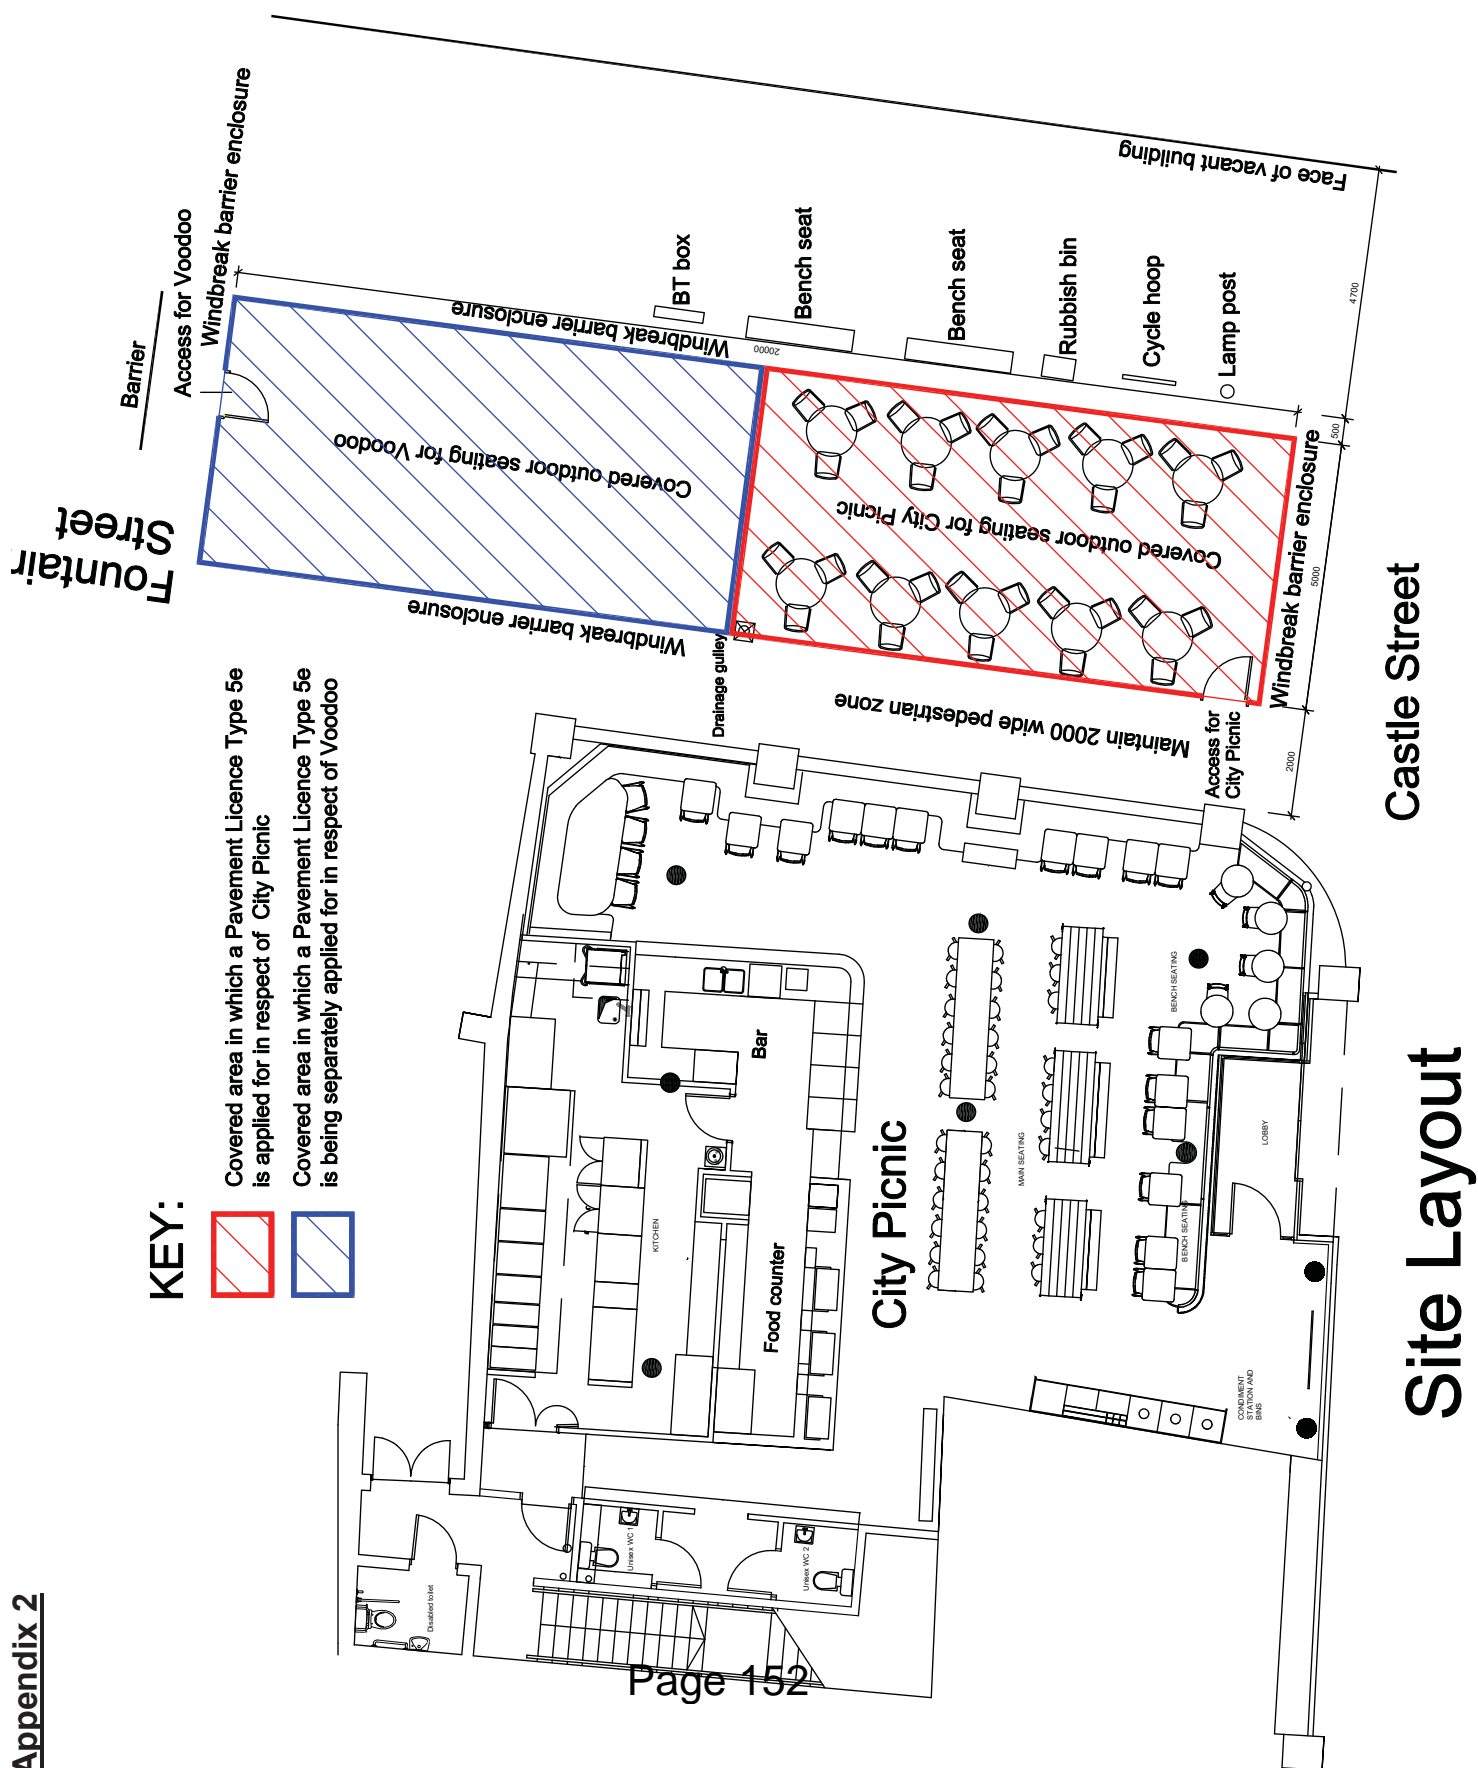 Appendix 2
KEY:
Covered area in which a Pavement Licence Type 5e
is applied for in respect of City Picnic
Covered area in which a Pavement Licence Type 5e
is being separately applied for in respect of Voodoo
Fountain
Street
Barrier
Access for Voodoo
Windbreak barrier enclosure
Windbreak barrier enclosure
Covered outdoor seating for Voodoo
Windbreak barrier enclosure
20000
BT box
Bench seat
Bench seat
Rubbish bin
Cycle hoop
Lamp post
Face of vacant building
4700
500
5000
2000
Covered outdoor seating for City Picnic
Windbreak barrier enclosure
Drainage gulley
Maintain 2000 wide pedestrian zone
Access for
City Picnic
Castle Street
Bar
KITCHEN
Food counter
City Picnic
MAIN SEATING
BENCH SEATING
BENCH SEATING
LOBBY
CONDIMENT
STATION AND
BINS
Unisex WC 1
Unisex WC 2
Disabled toilet
Site Layout
Page 152